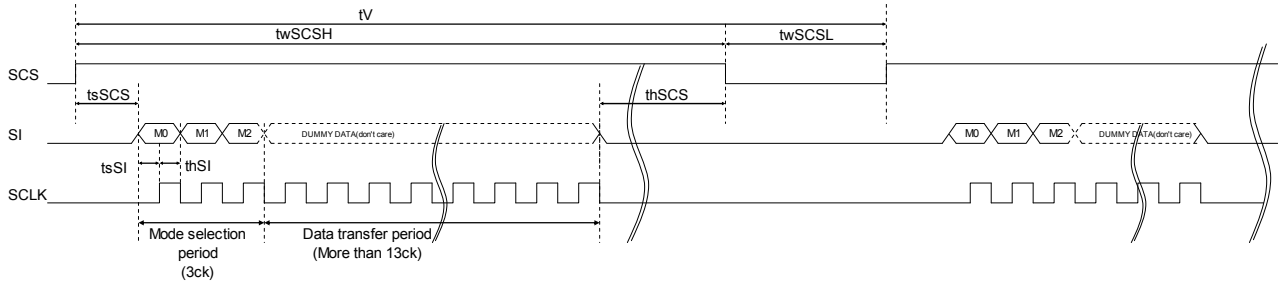 tV
twSCSH
twSCSL
SCS
tsSCS
thSCS
SI
M0
M1
M2
DUMMY DATA(don't care)
M0
M1
M2
DUMMY DATA(don't care)
tsSI
thSI
SCLK
Mode selection
period
(3ck)
Data transfer period
(More than 13ck)